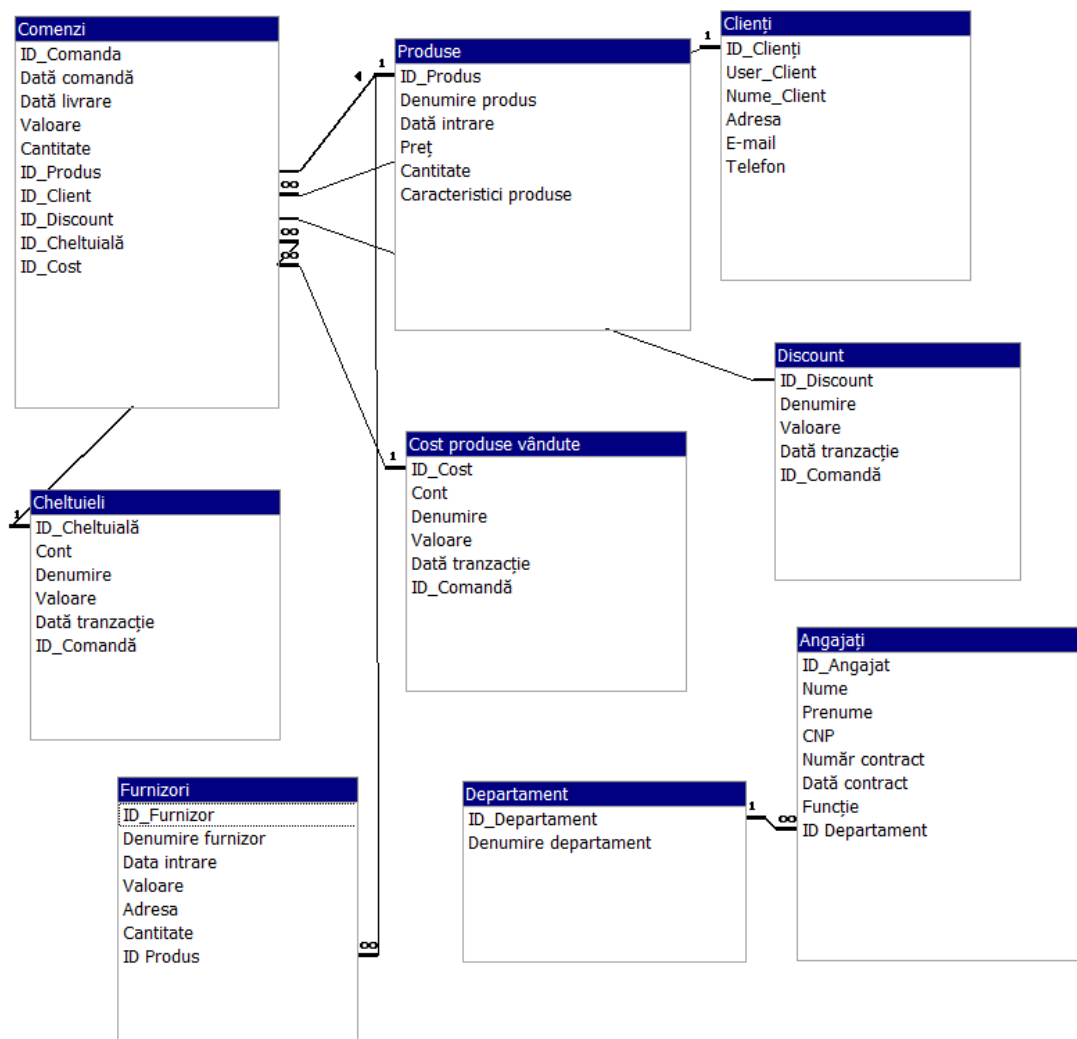 Comenzi
ID_Comanda
Dată comandă
Dată livrare
Valoare
Cantitate
ID_Produs
ID_Client
ID_Discount
ID_Cheltuială
ID_Cost
∞
∞
∞
1
Produse
ID_Produs
Denumire produs
Dată intrare
Preț
Cantitate
Caracteristici produse
1
Clienți
ID_Clienți
User_Client
Nume_Client
Adresa
E-mail
Telefon
Discount
ID_Discount
Denumire
Valoare
Dată tranzacție
ID_Comandă
1
Cost produse vândute
ID_Cost
Cont
Denumire
Valoare
Dată tranzacție
ID_Comandă
1
Cheltuieli
ID_Cheltuială
Cont
Denumire
Valoare
Dată tranzacție
ID_Comandă
Angajați
ID_Angajat
Nume
Prenume
CNP
Număr contract
Dată contract
Funcție
ID Departament
∞
Furnizori
ID_Furnizor
Denumire furnizor
Data intrare
Valoare
Adresa
Cantitate
ID Produs
∞
Departament
ID_Departament
Denumire departament
1